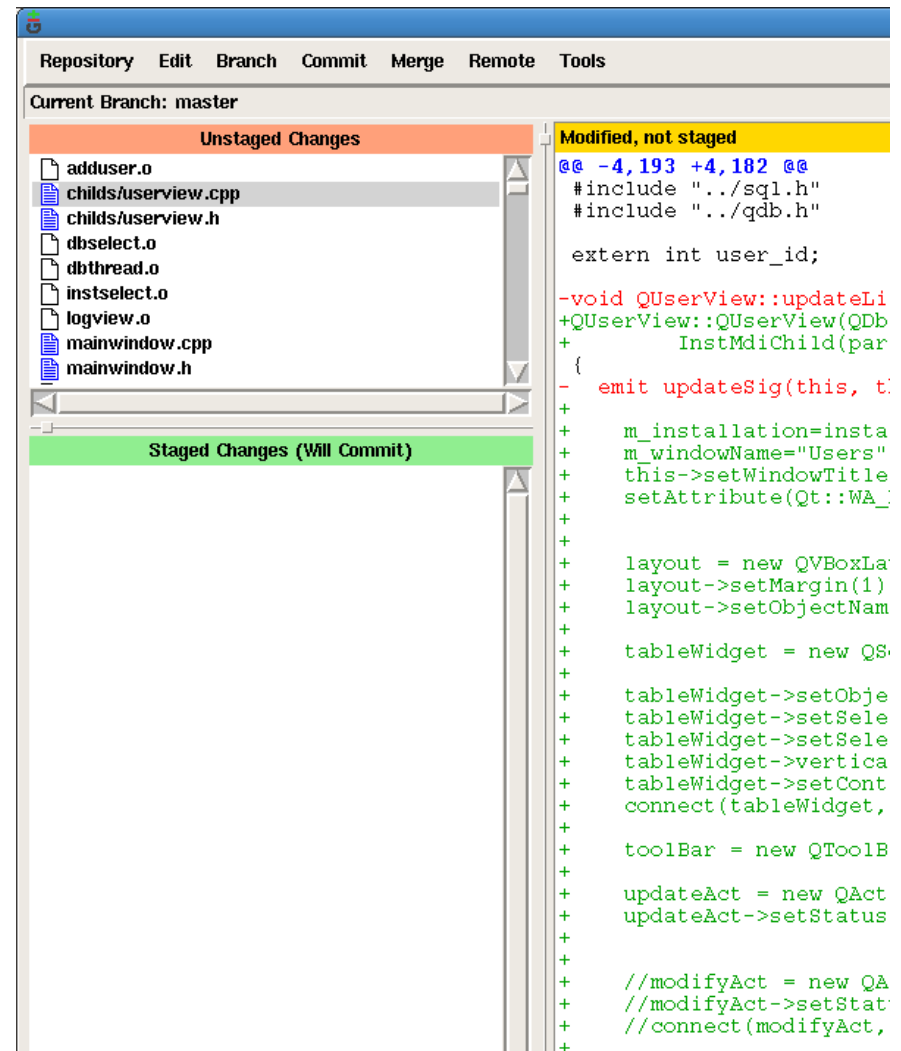 Repository Edit Branch Commit Merge Remote Tools
Current Branch: master
Unstaged Changes
adduser.o
childs/userview.cpp
childs/userview.h
dbselect.o
dbthread.o
instselect.o
logview.o
mainwindow.cpp
mainwindow.h
Staged Changes (Will Commit)
Modified, not staged
@@ -4,193 +4,182 @@
 #include "../sql.h"
 #include "../qdb.h"
 extern int user_id;
-void QUserView::updateLi
+QUserView::QUserView(QDb
+          InstMdiChild(par
 {
-   emit updateSig(this, t
+
+     m_installation=insta
+     m_windowName="Users"
+     this->setWindowTitle
+     setAttribute(Qt::WA_
+
+
+     layout = new QVBoxLa
+     layout->setMargin(1)
+     layout->setObjectNam
+
+     tableWidget = new QS
+
+     tableWidget->setObje
+     tableWidget->setSele
+     tableWidget->setSele
+     tableWidget->vertica
+     tableWidget->setCont
+     connect(tableWidget,
+
+     toolBar = new QToolB
+
+     updateAct = new QAct
+     updateAct->setStatus
+
+
+     //modifyAct = new QA
+     //modifyAct->setStat
+     //connect(modifyAct,
+